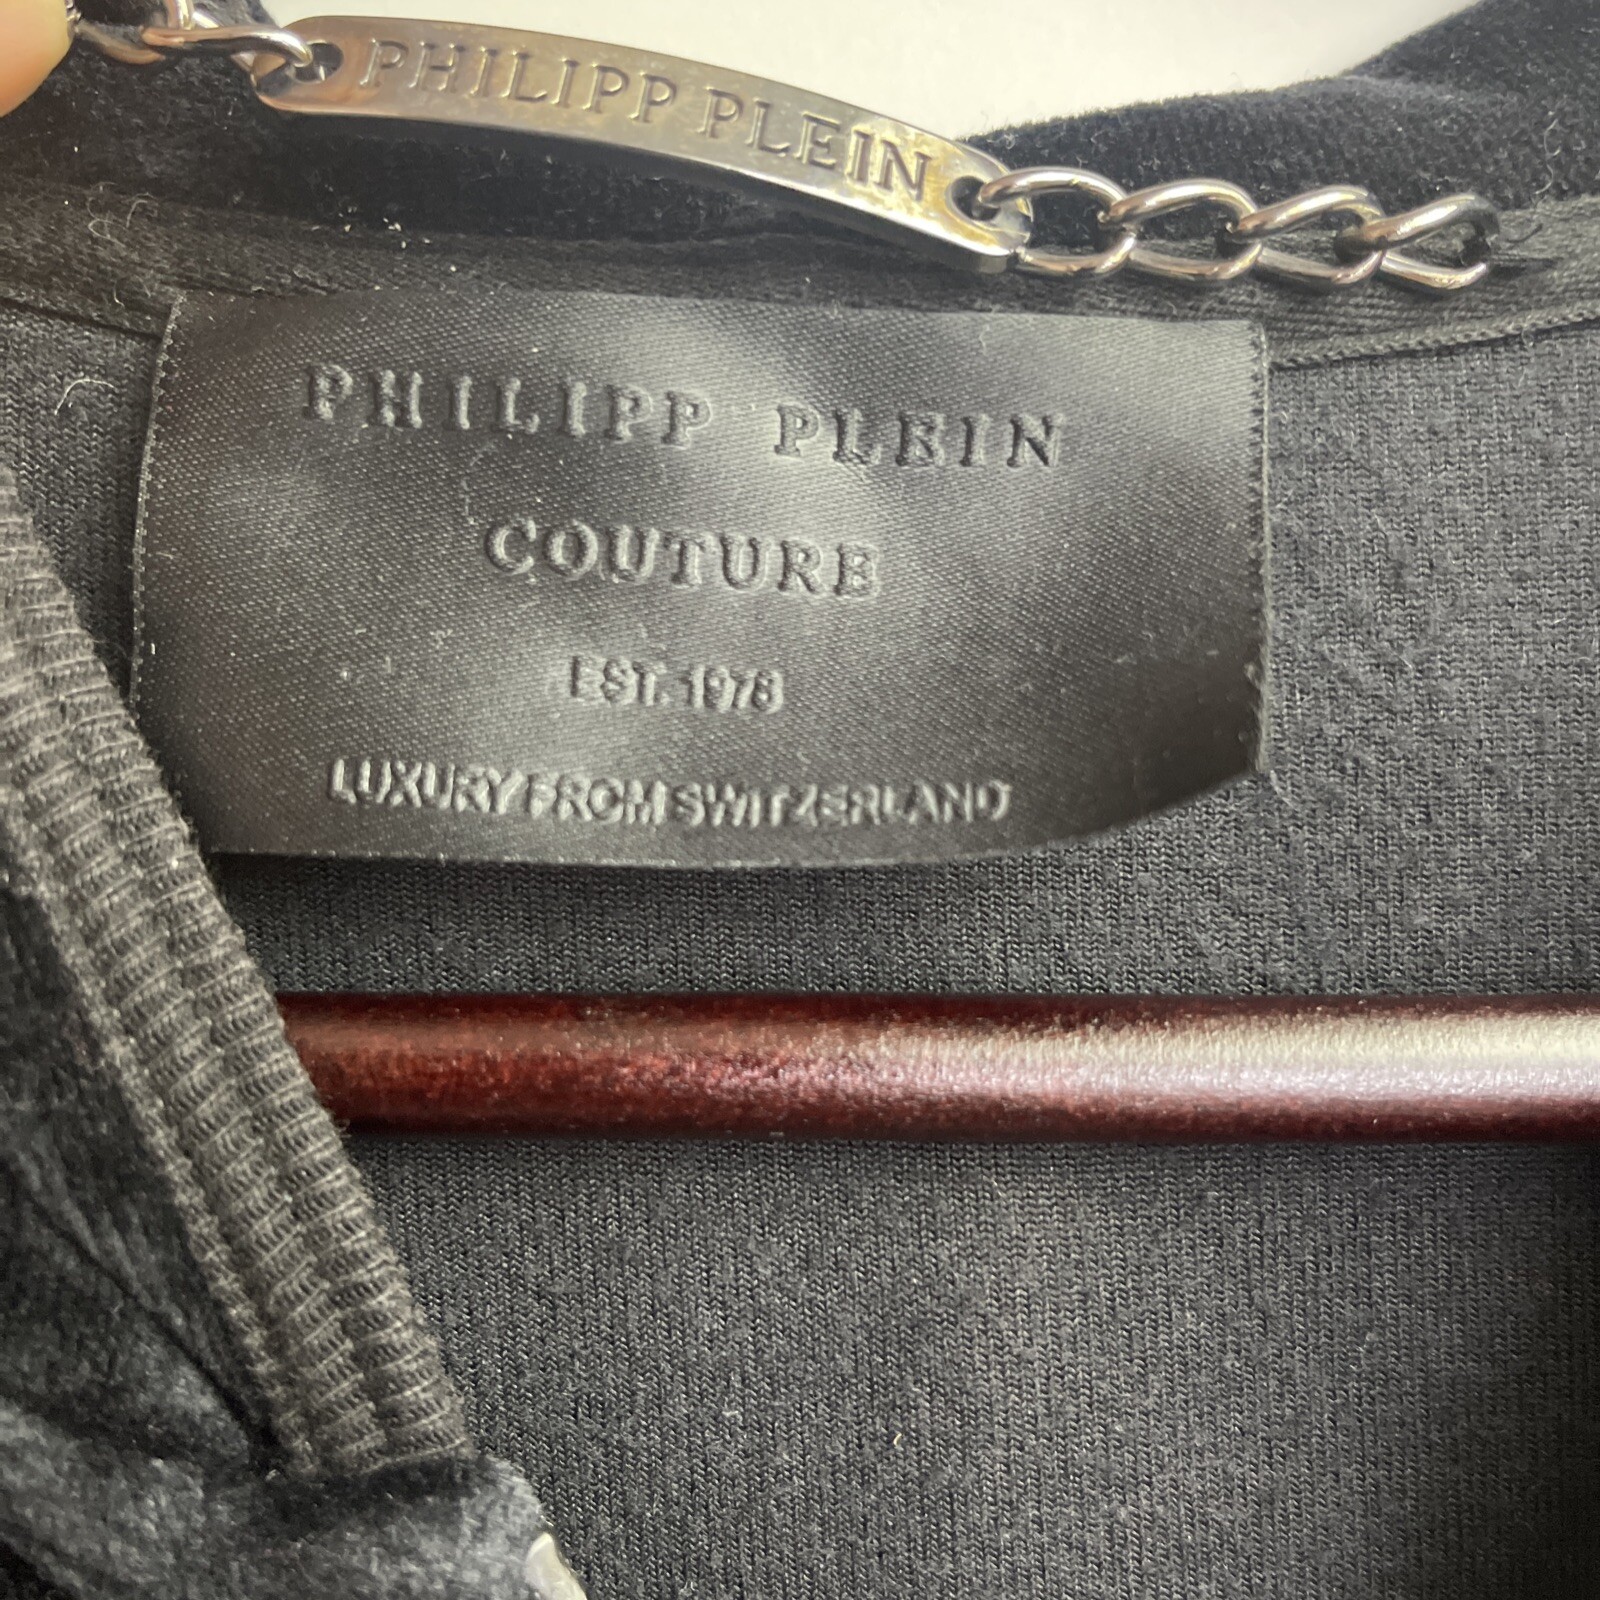 PHILIPP PLEIN
PHILIPP PLEIN
COUTURE
EST. 1978
LUXURY FROM SWITZERLAND